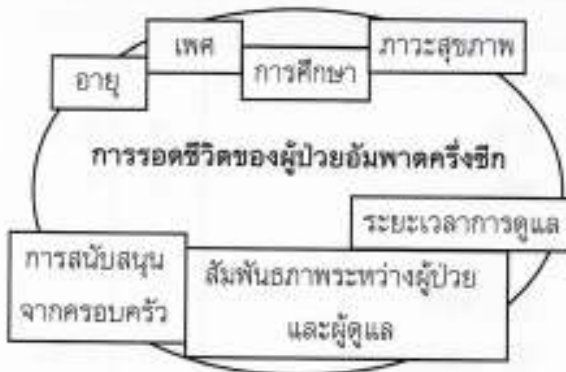 เพศ
ภาวะสุขภาพ
อายุ
การศึกษา
การรอดชีวิตของผู้ป่วยอัมพาตครึ่งซีก
ระยะเวลาการดูแล
การสนับสนุน
จากครอบครัว
สัมพันธภาพระหว่างผู้ป่วย
และผู้ดูแล